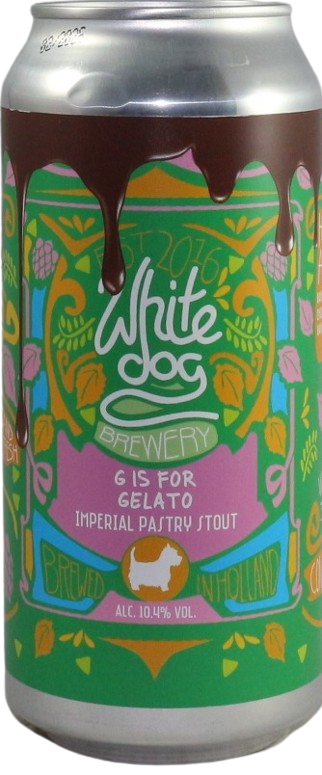 EST 2016
White
dog
BREWERY
G IS FOR
GELATO
IMPERIAL PASTRY STOUT
BREWED IN HOLLAND
ALC. 10.4% VOL.